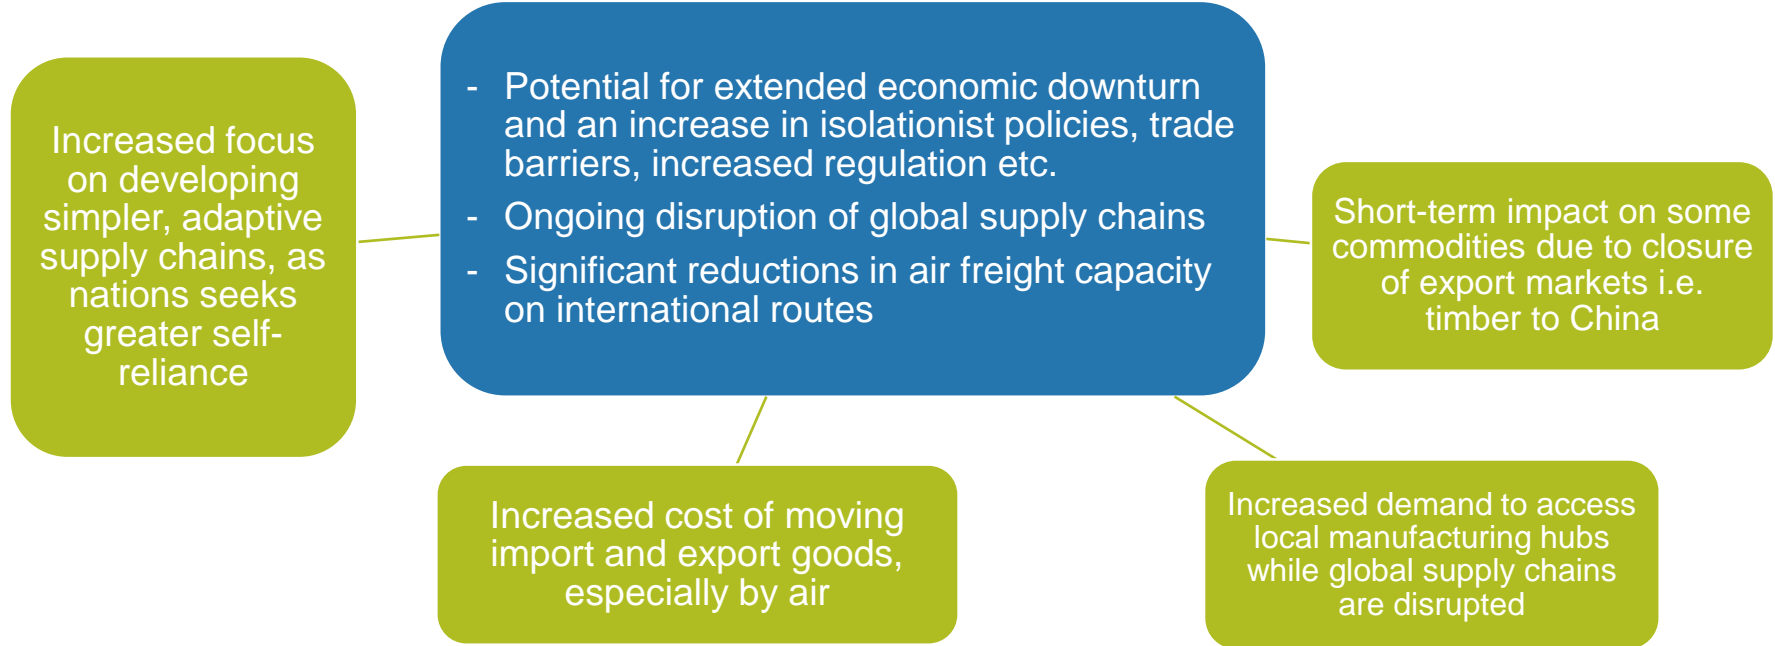 - Potential for extended economic downturn
and an increase in isolationist policies, trade
barriers, increased regulation etc.
- Ongoing disruption of global supply chains
- Significant reductions in air freight capacity
on international routes
Increased focus
on developing
simpler, adaptive
supply chains, as
nations seeks
greater self-
reliance
Short-term impact on some
commodities due to closure
of export markets i.e.
timber to China
Increased cost of moving
import and export goods,
especially by air
Increased demand to access
local manufacturing hubs
while global supply chains
are disrupted